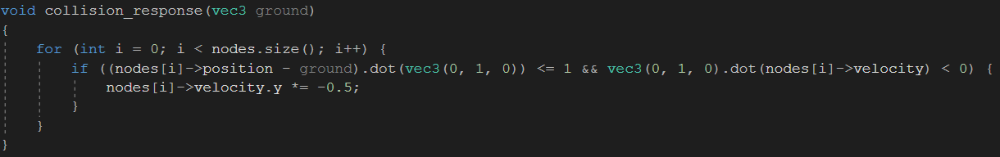 void collision_response(vec3 ground)
{
for (int i = 0; i < nodes.size(); i++) {
if ((nodes[i]->position - ground).dot(vec3(0, 1, 0)) <= 1 && vec3(0, 1, 0).dot(nodes[i]->velocity) < 0) {
nodes[i]->velocity.y *= -0.5;
}
}
}